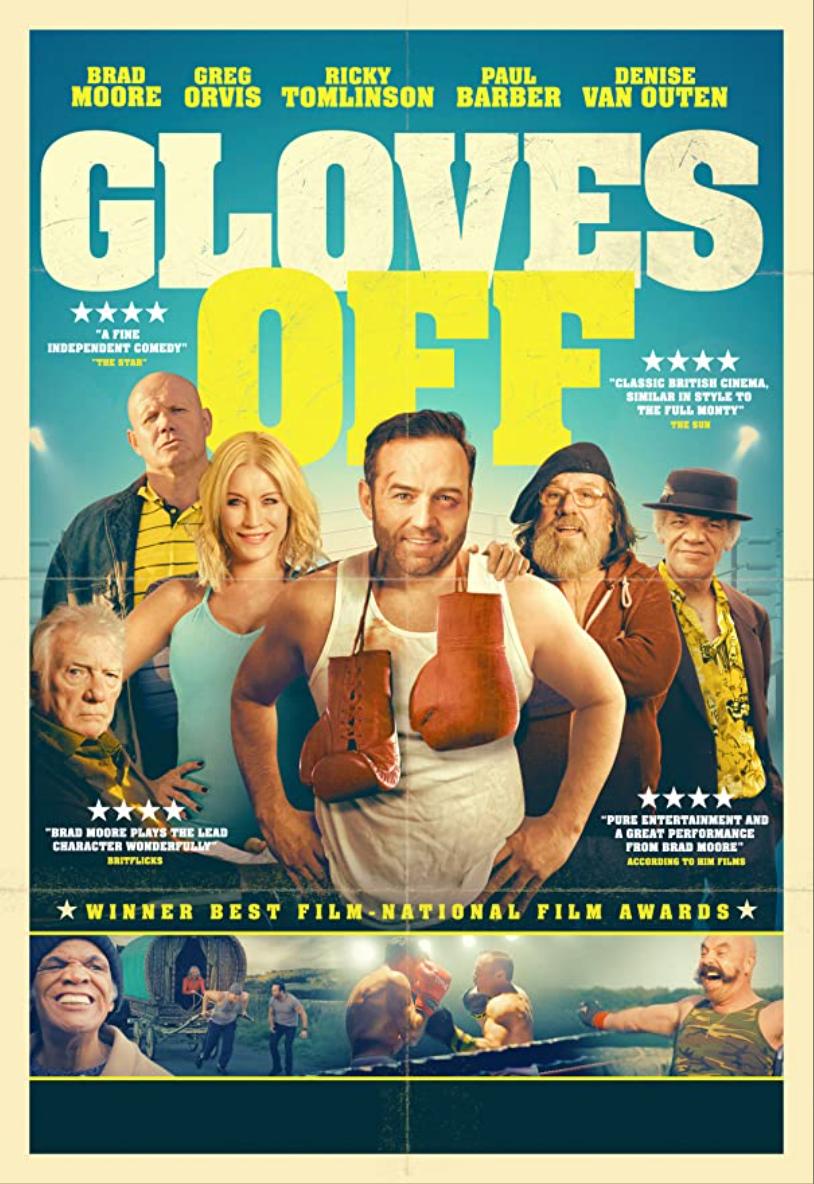 BRAD MOORE
GREG ORVIS
RICKY TOMLINSON
PAUL BARBER
DENISE VAN OUTEN
GLOVES
OFF
"A FINE
INDEPENDENT COMEDY"
"THE STAR"
"CLASSIC BRITISH CINEMA,
SIMILAR IN STYLE TO
THE FULL MONTY"
THE SUN
"BRAD MOORE PLAYS THE LEAD
CHARACTER WONDERFULLY"
BRITFLICKS
"PURE ENTERTAINMENT AND
A GREAT PERFORMANCE
FROM BRAD MOORE"
ACCORDING TO HIM FILMS
WINNER BEST FILM-NATIONAL FILM AWARDS